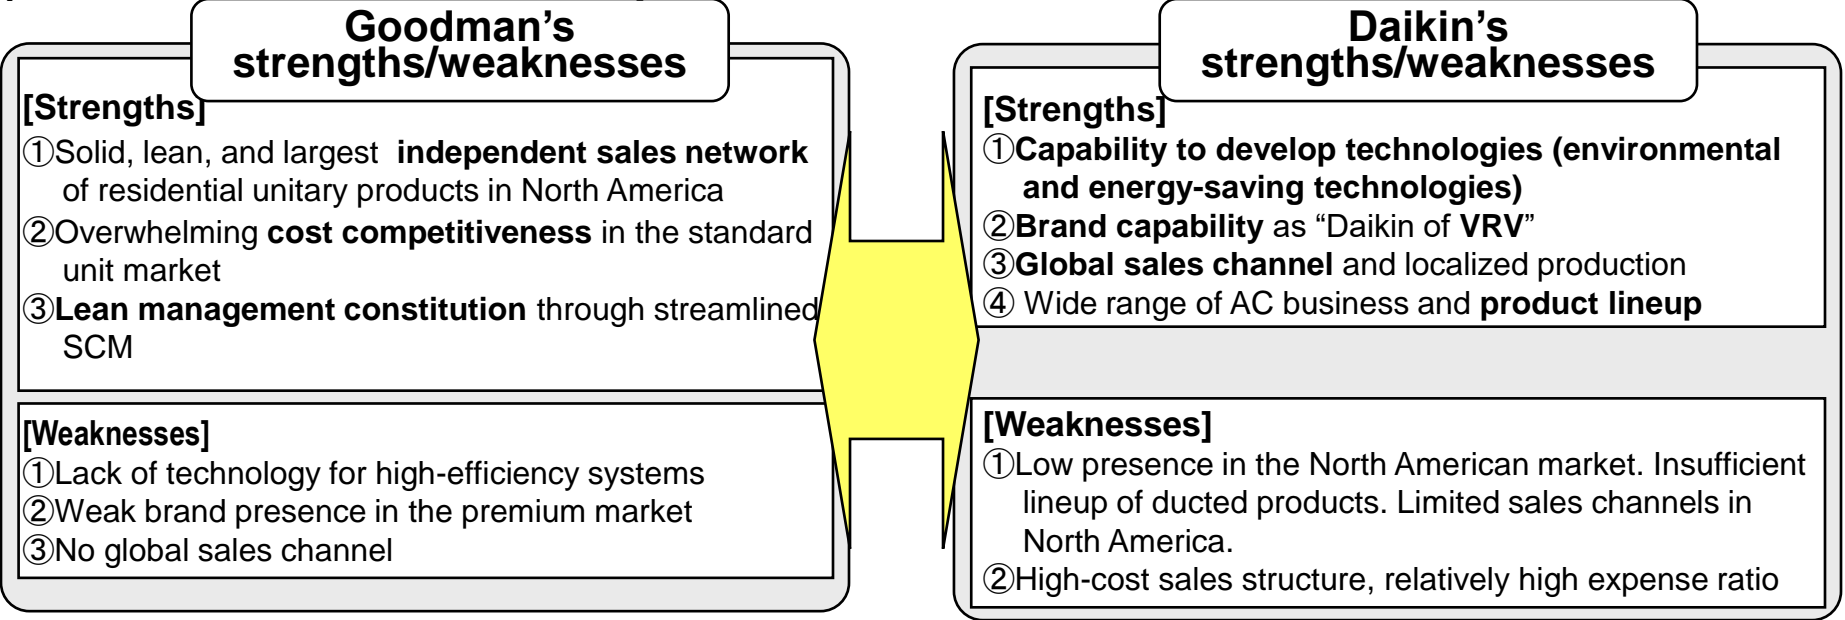 Goodman's
strengths/weaknesses
[Strengths]
①Solid, lean, and largest independent sales network
of residential unitary products in North America
②Overwhelming cost competitiveness in the standard
unit market
③Lean management constitution through streamlined
SCM
[Weaknesses]
①Lack of technology for high-efficiency systems
②Weak brand presence in the premium market
③No global sales channel
Daikin's
strengths/weaknesses
[Strengths]
①Capability to develop technologies (environmental
and energy-saving technologies)
②Brand capability as “Daikin of VRV”
③Global sales channel and localized production
④ Wide range of AC business and product lineup
[Weaknesses]
①Low presence in the North American market. Insufficient
lineup of ducted products. Limited sales channels in
North America.
②High-cost sales structure, relatively high expense ratio